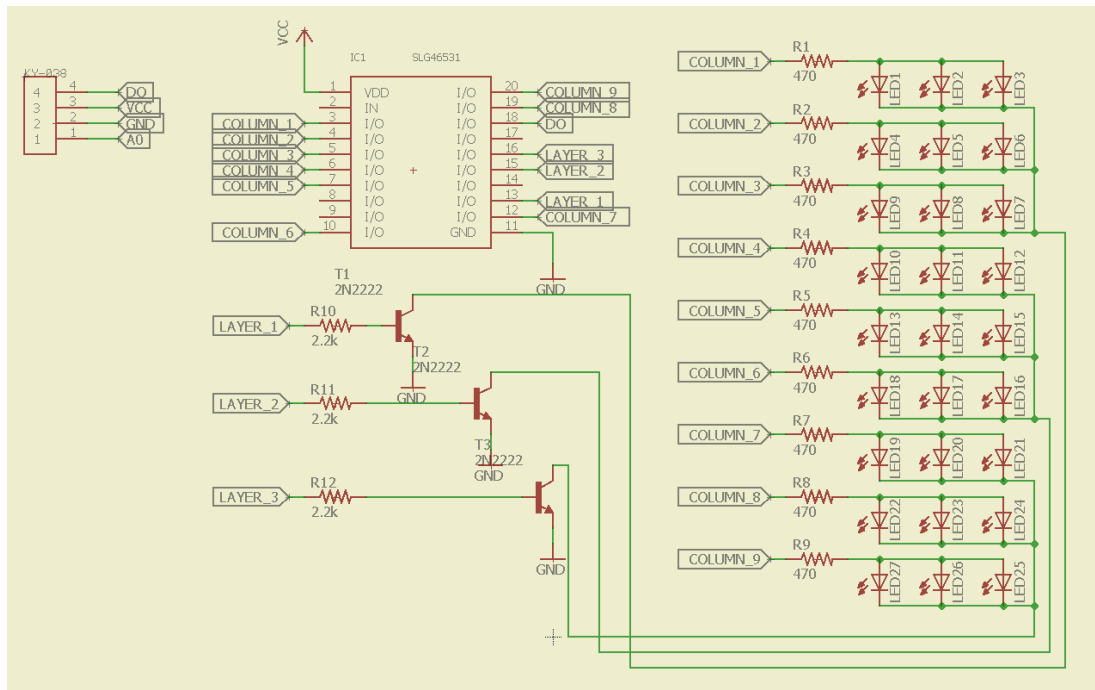 KY-038
4 4 DO
3 3 VCC
2 2 GND
1 1 A0
VCC
IC1 SLG46531
1 VDD I/O 20 COLUMN_9
2 IN I/O 19 COLUMN_8
COLUMN_1 3 I/O I/O 18 DO
COLUMN_2 4 I/O I/O 17
COLUMN_3 5 I/O I/O 16 LAYER_3
COLUMN_4 6 I/O I/O 15 LAYER_2
COLUMN_5 7 I/O I/O 14
8 I/O I/O 13 LAYER_1
9 I/O I/O 12 COLUMN_7
COLUMN_6 10 I/O GND 11
GND
T1
2N2222
LAYER_1 R10
2.2k
GND
T2
2N2222
LAYER_2 R11
2.2k
GND
T3
2N2222
LAYER_3 R12
2.2k
GND
COLUMN_1 R1
470
LED1 LED2 LED3
COLUMN_2 R2
470
LED4 LED5 LED6
COLUMN_3 R3
470
LED9 LED8 LED7
COLUMN_4 R4
470
LED10 LED11 LED12
COLUMN_5 R5
470
LED13 LED14 LED15
COLUMN_6 R6
470
LED18 LED17 LED16
COLUMN_7 R7
470
LED19 LED20 LED21
COLUMN_8 R8
470
LED22 LED23 LED24
COLUMN_9 R9
470
LED27 LED26 LED25